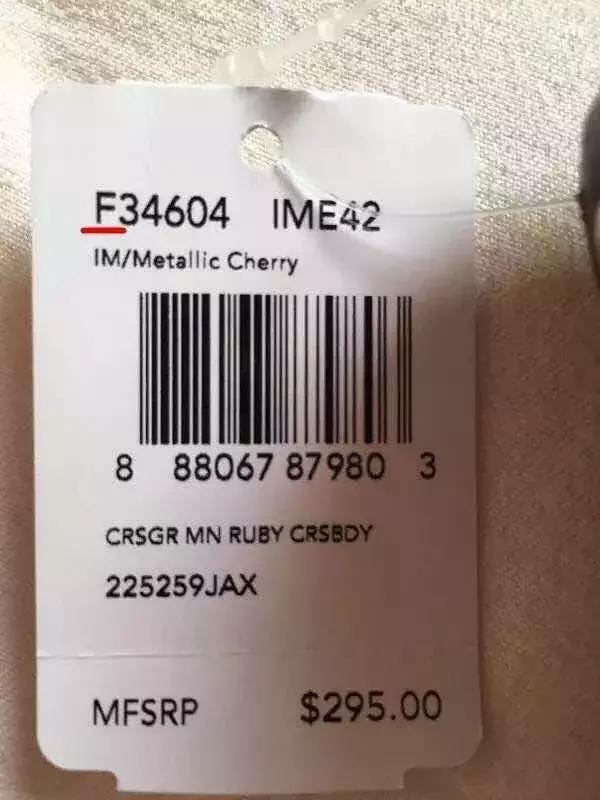 F34604 IME42
IM/Metallic Cherry
8 88067 87980 3
CRSGR MN RUBY CRSBDY
225259JAX
MFSRP $295.00